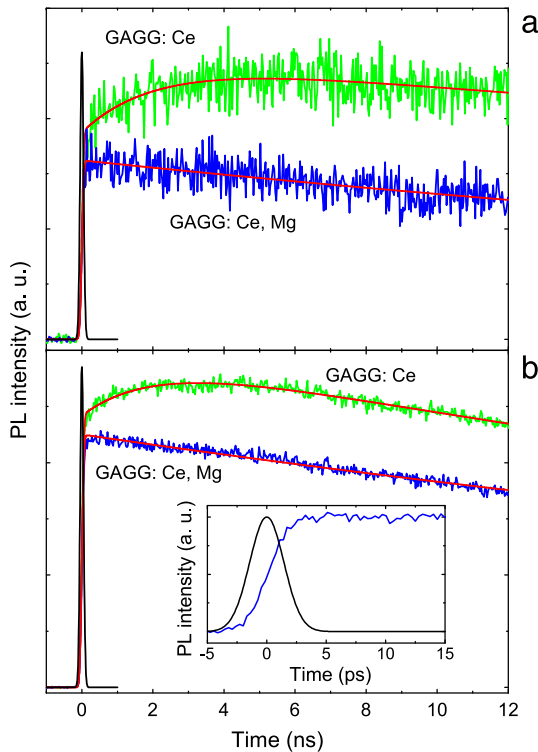 a
GAGG: Ce
GAGG: Ce, Mg
PL intensity (a. u.)
b
GAGG: Ce
GAGG: Ce, Mg
PL intensity (a. u.)
-5 0 5 10 15
Time (ps)
0 2 4 6 8 10 12
Time (ns)